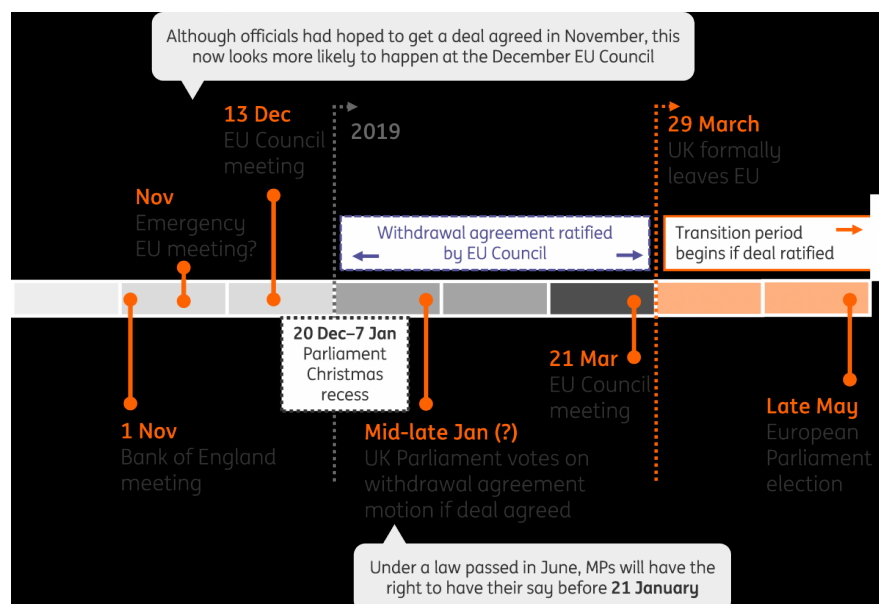 Although officials had hoped to get a deal agreed in November, this
now looks more likely to happen at the December EU Council
13 Dec
EU Council
meeting
2019
29 March
UK formally
leaves EU
Nov
Emergency
EU meeting?
Withdrawal agreement ratified
by EU Council
Transition period
begins if deal ratified
20 Dec–7 Jan
Parliament
Christmas
recess
21 Mar
EU Council
meeting
1 Nov
Bank of England
meeting
Mid-late Jan (?)
UK Parliament votes on
withdrawal agreement
motion if deal agreed
Late May
European
Parliament
election
Under a law passed in June, MPs will have the
right to have their say before 21 January